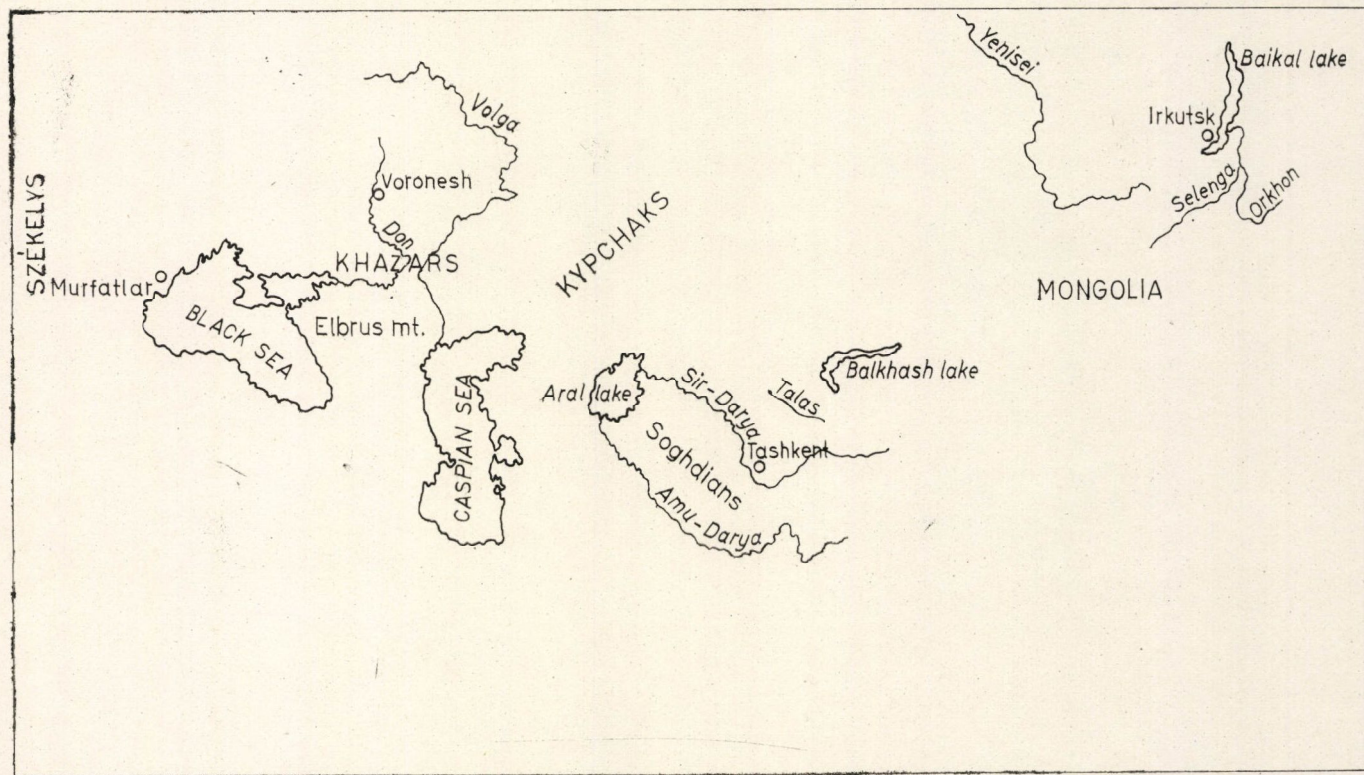 Yenisei
Baikal lake
Volga
Irkutsk
Voronesh
Selenga
Orkhon
SZÉKELYS
Don
KYPCHAKS
KHAZARS
Murfatlar
MONGOLIA
BLACK SEA
Elbrus mt.
Balkhash lake
Aral lake
Sir-Darya
Talas
CASPIAN SEA
Soghdians
Tashkent
Amu-Darya